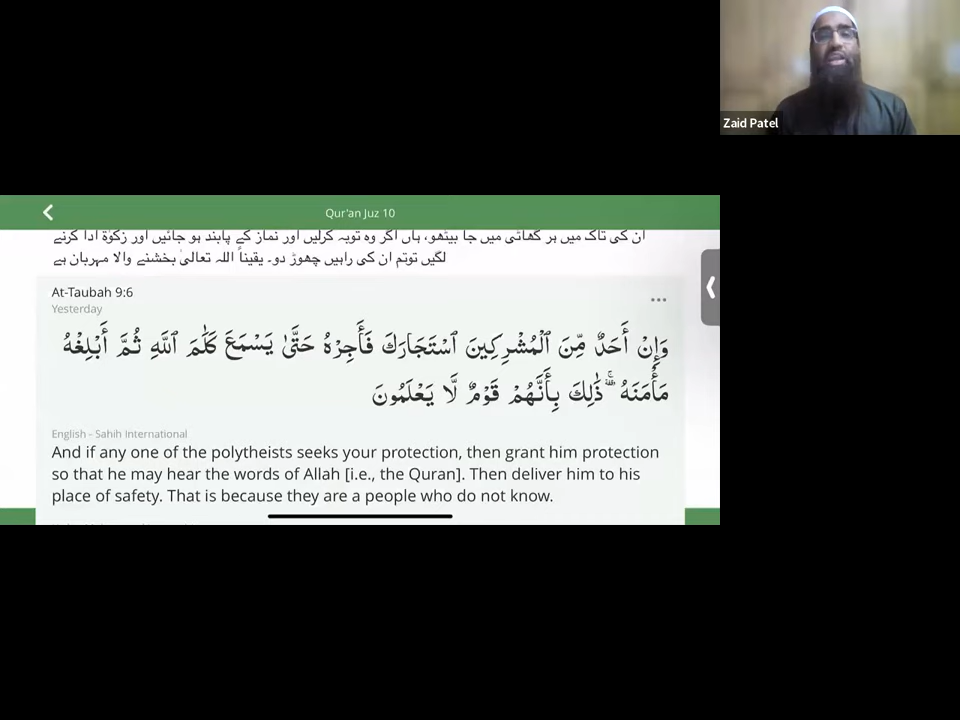 Zaid Patel
Qur'an Juz 10
ان کی تاک میں ہر گھاٹی میں جا بیٹھو، ہاں اگر وہ توبہ کرلیں اور نماز کے پابند ہو جائیں اور زکوٰۃ ادا کرنے
لگیں توتم ان کی راہیں چھوڑ دو۔ یقیناً اللہ تعالیٰ بخشنے والا مہربان ہے
At-Taubah 9:6
Yesterday
وَإِنْ أَحَدٌ مِّنَ ٱلْمُشْرِكِينَ ٱسْتَجَارَكَ فَأَجِرْهُ حَتَّىٰ يَسْمَعَ كَلَـٰمَ ٱللَّهِ ثُمَّ أَبْلِغْهُ
مَأْمَنَهُۥ ۚ ذَٰلِكَ بِأَنَّهُمْ قَوْمٌ لَّا يَعْلَمُونَ
English - Sahih International
And if any one of the polytheists seeks your protection, then grant him protection
so that he may hear the words of Allah [i.e., the Quran]. Then deliver him to his
place of safety. That is because they are a people who do not know.